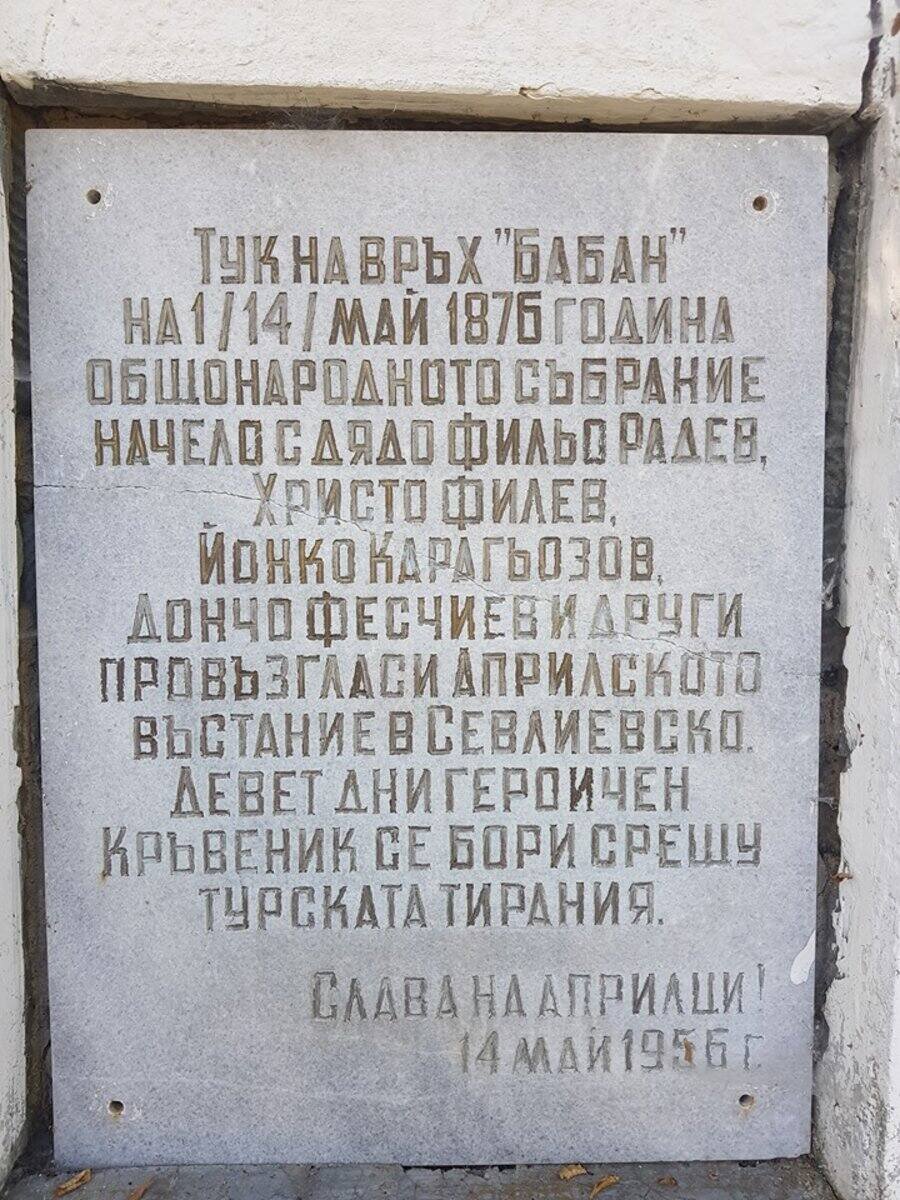 Тук на връх "Бабан"
на 1/14/ май 1876 година
общонародното събрание
начело с дядо Фильо Радев,
Христо Филев,
Йонко Карагьозов,
Дончо Фесчиев и други
провъзгласи Априлското
въстание в Севлиевско.
Девет дни героичен
Кръвеник се бори срещу
турската тирания.
Слава на априлци!
14 май 1956 г.